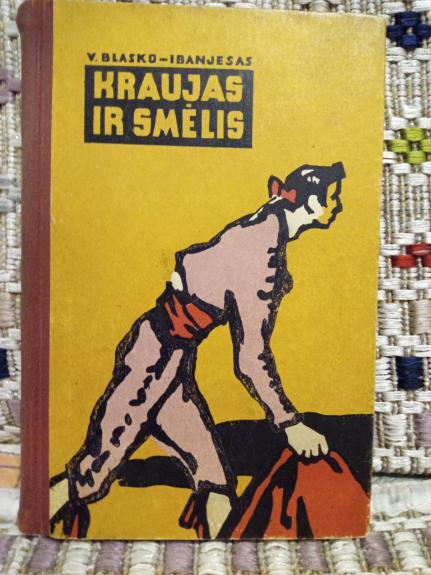 V. BLASKO-IBANJESAS
KRAUJAS
IR SMĖLIS